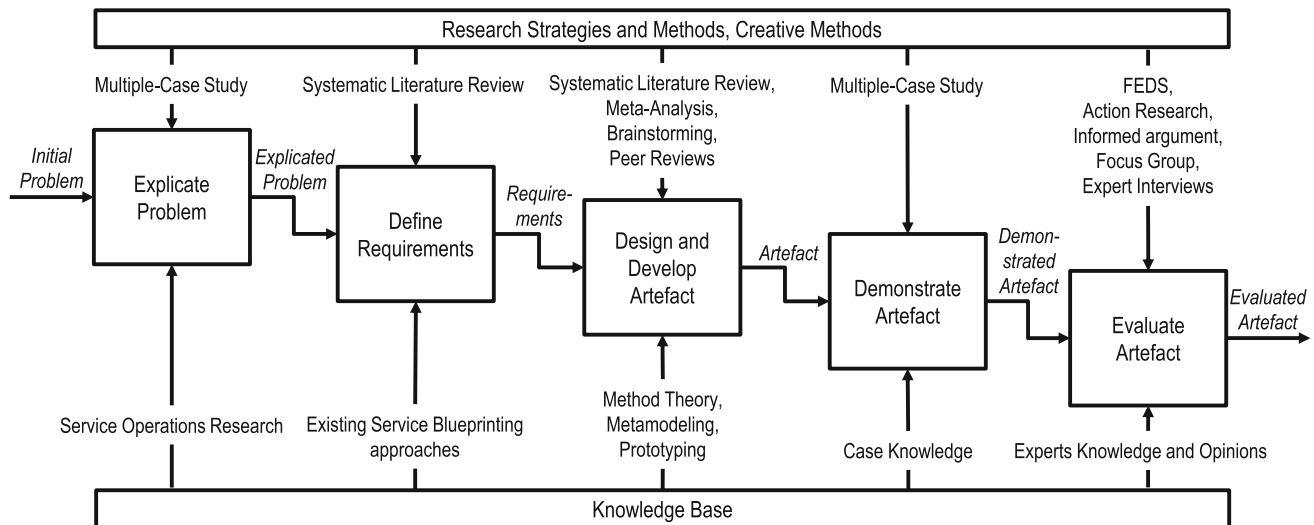 Research Strategies and Methods, Creative Methods
Multiple-Case Study
Systematic Literature Review
Systematic Literature Review,
Meta-Analysis,
Brainstorming,
Peer Reviews
Multiple-Case Study
FEDS,
Action Research,
Informed argument,
Focus Group,
Expert Interviews
Initial
Problem
Explicate
Problem
Explicated
Problem
Define
Requirements
Require-
ments
Design and
Develop
Artefact
Artefact
Demonstrate
Artefact
Demon-
strated
Artefact
Evaluate
Artefact
Evaluated
Artefact
Service Operations Research
Existing Service Blueprinting
approaches
Method Theory,
Metamodeling,
Prototyping
Case Knowledge
Experts Knowledge and Opinions
Knowledge Base